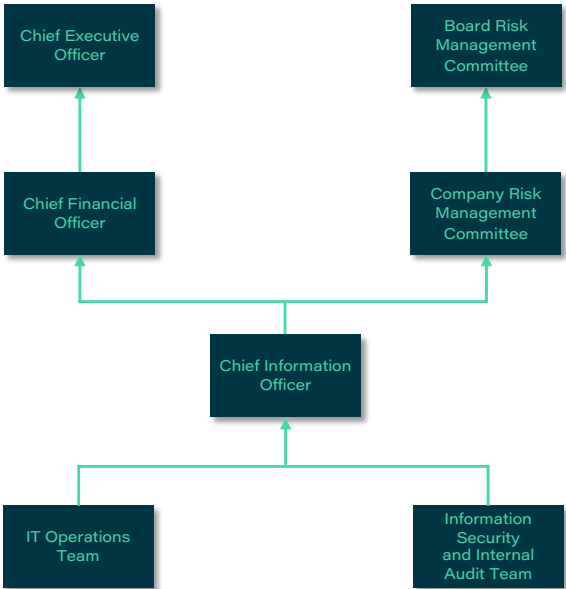 Chief Executive
Officer
Board Risk
Management
Committee
Chief Financial
Officer
Company Risk
Management
Committee
Chief Information
Officer
IT Operations
Team
Information
Security
and Internal
Audit Team